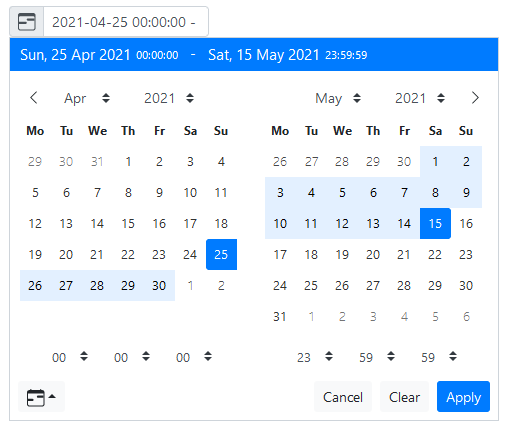 2021-04-25 00:00:00 -
Sun, 25 Apr 2021 00:00:00 - Sat, 15 May 2021 23:59:59
Apr 2021
Mo Tu We Th Fr Sa Su
29 30 31 1 2 3 4
5 6 7 8 9 10 11
12 13 14 15 16 17 18
19 20 21 22 23 24 25
26 27 28 29 30 1 2
00 00 00
May 2021
Mo Tu We Th Fr Sa Su
26 27 28 29 30 1 2
3 4 5 6 7 8 9
10 11 12 13 14 15 16
17 18 19 20 21 22 23
24 25 26 27 28 29 30
31 1 2 3 4 5 6
23 59 59
Cancel Clear Apply